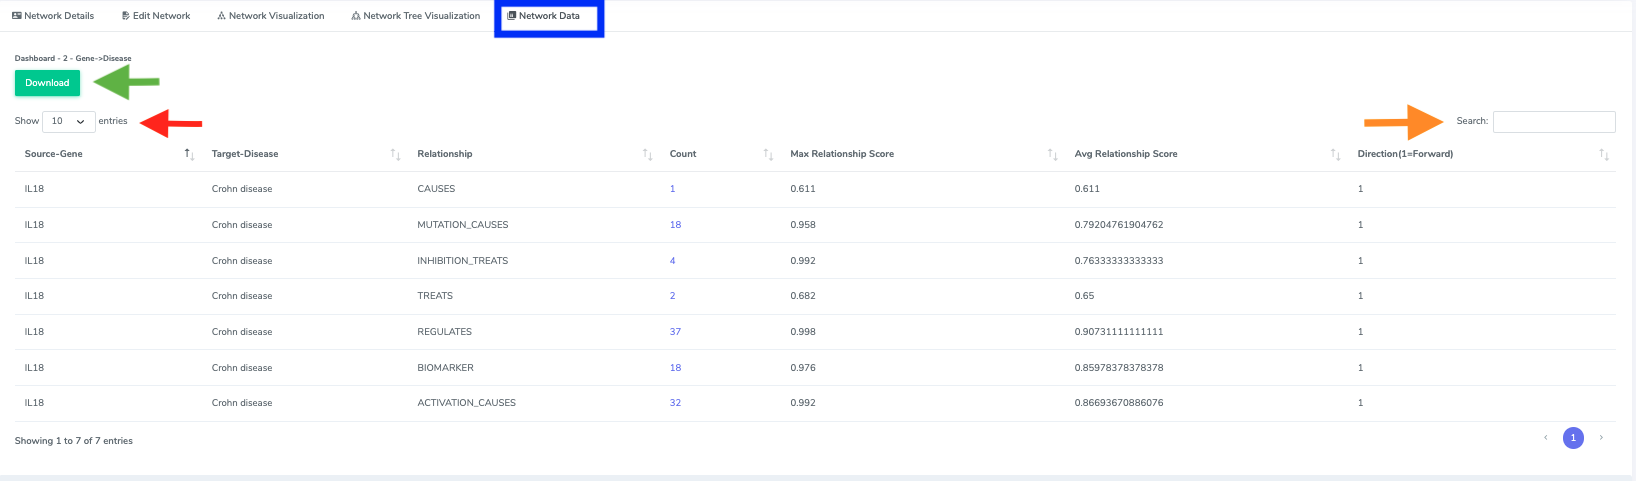 Network Details Edit Network Network Visualization Network Tree Visualization Network Data
Dashboard - 2 - Gene->Disease
Download
Show 10 entries Search:
Source-Gene Target-Disease Relationship Count Max Relationship Score Avg Relationship Score Direction(1=Forward)
IL18 Crohn disease CAUSES 1 0.611 0.611 1
IL18 Crohn disease MUTATION_CAUSES 18 0.958 0.79204761904762 1
IL18 Crohn disease INHIBITION_TREATS 4 0.992 0.76333333333333 1
IL18 Crohn disease TREATS 2 0.682 0.65 1
IL18 Crohn disease REGULATES 37 0.998 0.90731111111111 1
IL18 Crohn disease BIOMARKER 18 0.976 0.85978378378378 1
IL18 Crohn disease ACTIVATION_CAUSES 32 0.992 0.86693670886076 1
Showing 1 to 7 of 7 entries ‹ 1 ›